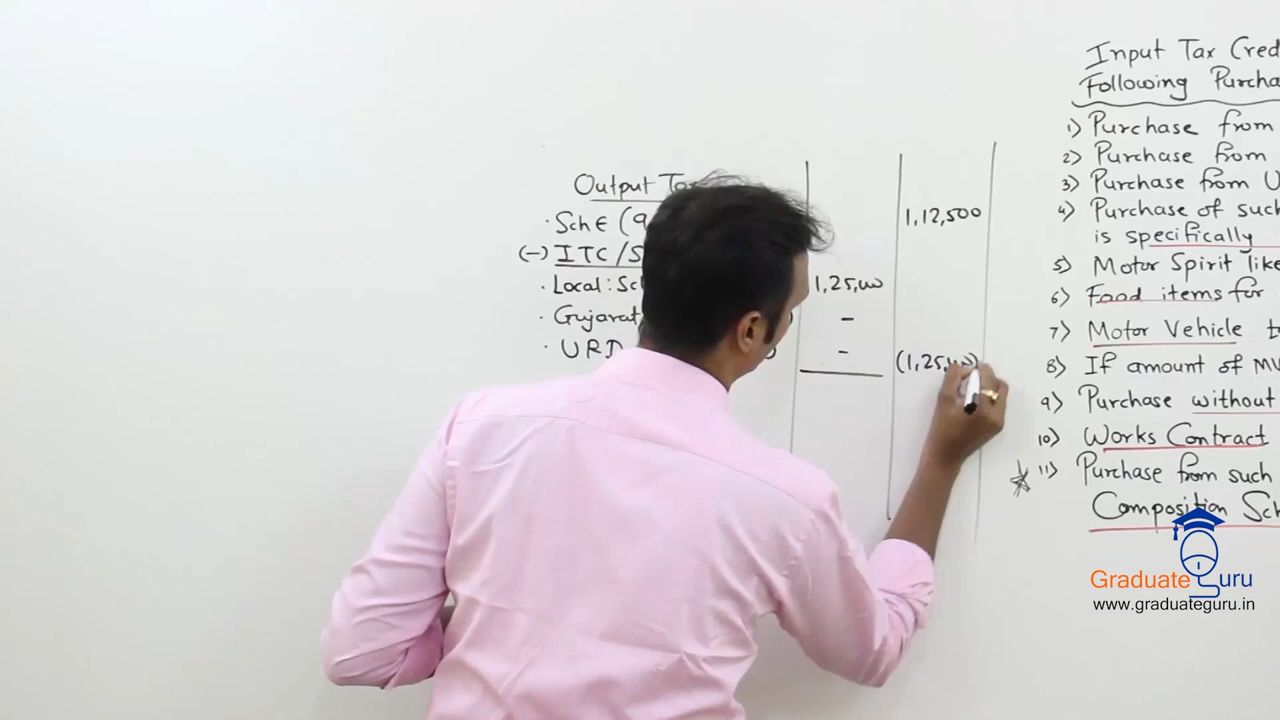 Output Tax
· Sch E (9
1,12,500
(-) ITC/S
· Local: Sch
1,25,000
· Gujarat
-
· URD
-
(1,25,000)
Input Tax Cred
Following Purcha
1) Purchase from
2) Purchase from
3) Purchase from U
4) Purchase of such
is specifically
5) Motor Spirit like
6) Food items for
7) Motor Vehicle t
8) If amount of MV
9) Purchase without
10) Works Contract
11) Purchase from such
Composition Sch
Graduate Guru
www.graduateguru.in